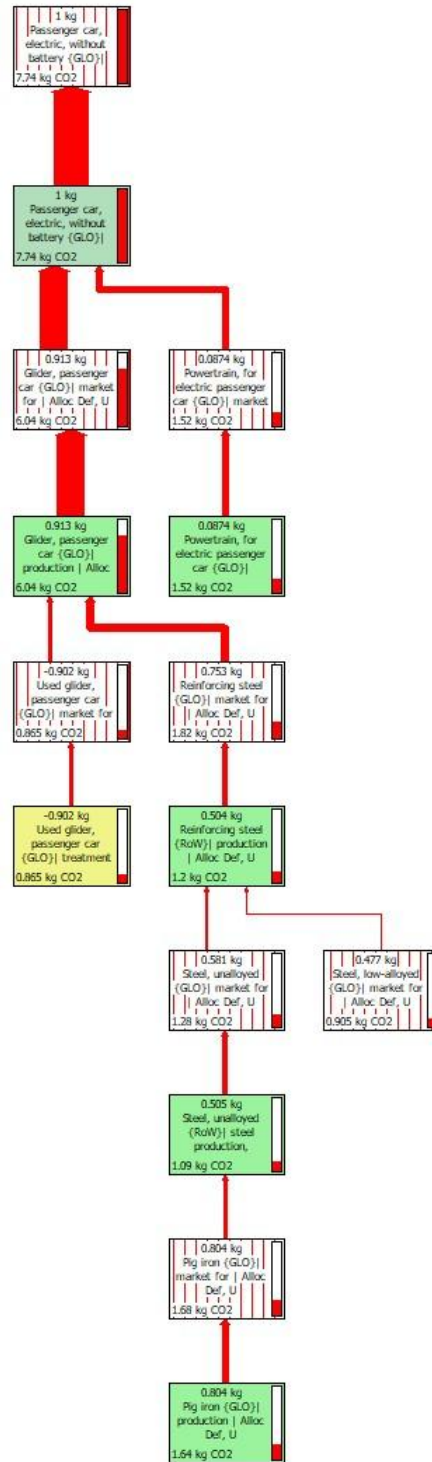 1 kg
Passenger car,
electric, without
battery {GLO}|
7.74 kg CO2
1 kg
Passenger car,
electric, without
battery {GLO}|
7.74 kg CO2
0.913 kg
Glider, passenger
car {GLO}| market
for | Alloc Def, U
6.04 kg CO2
0.0874 kg
Powertrain, for
electric passenger
car {GLO}| market
1.52 kg CO2
0.913 kg
Glider, passenger
car {GLO}|
production | Alloc
6.04 kg CO2
0.0874 kg
Powertrain, for
electric passenger
car {GLO}|
1.52 kg CO2
-0.902 kg
Used glider,
passenger car
{GLO}| market for
0.865 kg CO2
0.753 kg
Reinforcing steel
{GLO}| market for
| Alloc Def, U
1.82 kg CO2
-0.902 kg
Used glider,
passenger car
{GLO}| treatment
0.865 kg CO2
0.504 kg
Reinforcing steel
{RoW}| production
| Alloc Def, U
1.2 kg CO2
0.581 kg
Steel, unalloyed
{GLO}| market for
| Alloc Def, U
1.28 kg CO2
0.477 kg
Steel, low-alloyed
{GLO}| market for
| Alloc Def, U
0.905 kg CO2
0.505 kg
Steel, unalloyed
{RoW}| steel
production,
1.09 kg CO2
0.804 kg
Pig iron {GLO}|
market for | Alloc
Def, U
1.68 kg CO2
0.804 kg
Pig iron {GLO}|
production | Alloc
Def, U
1.64 kg CO2